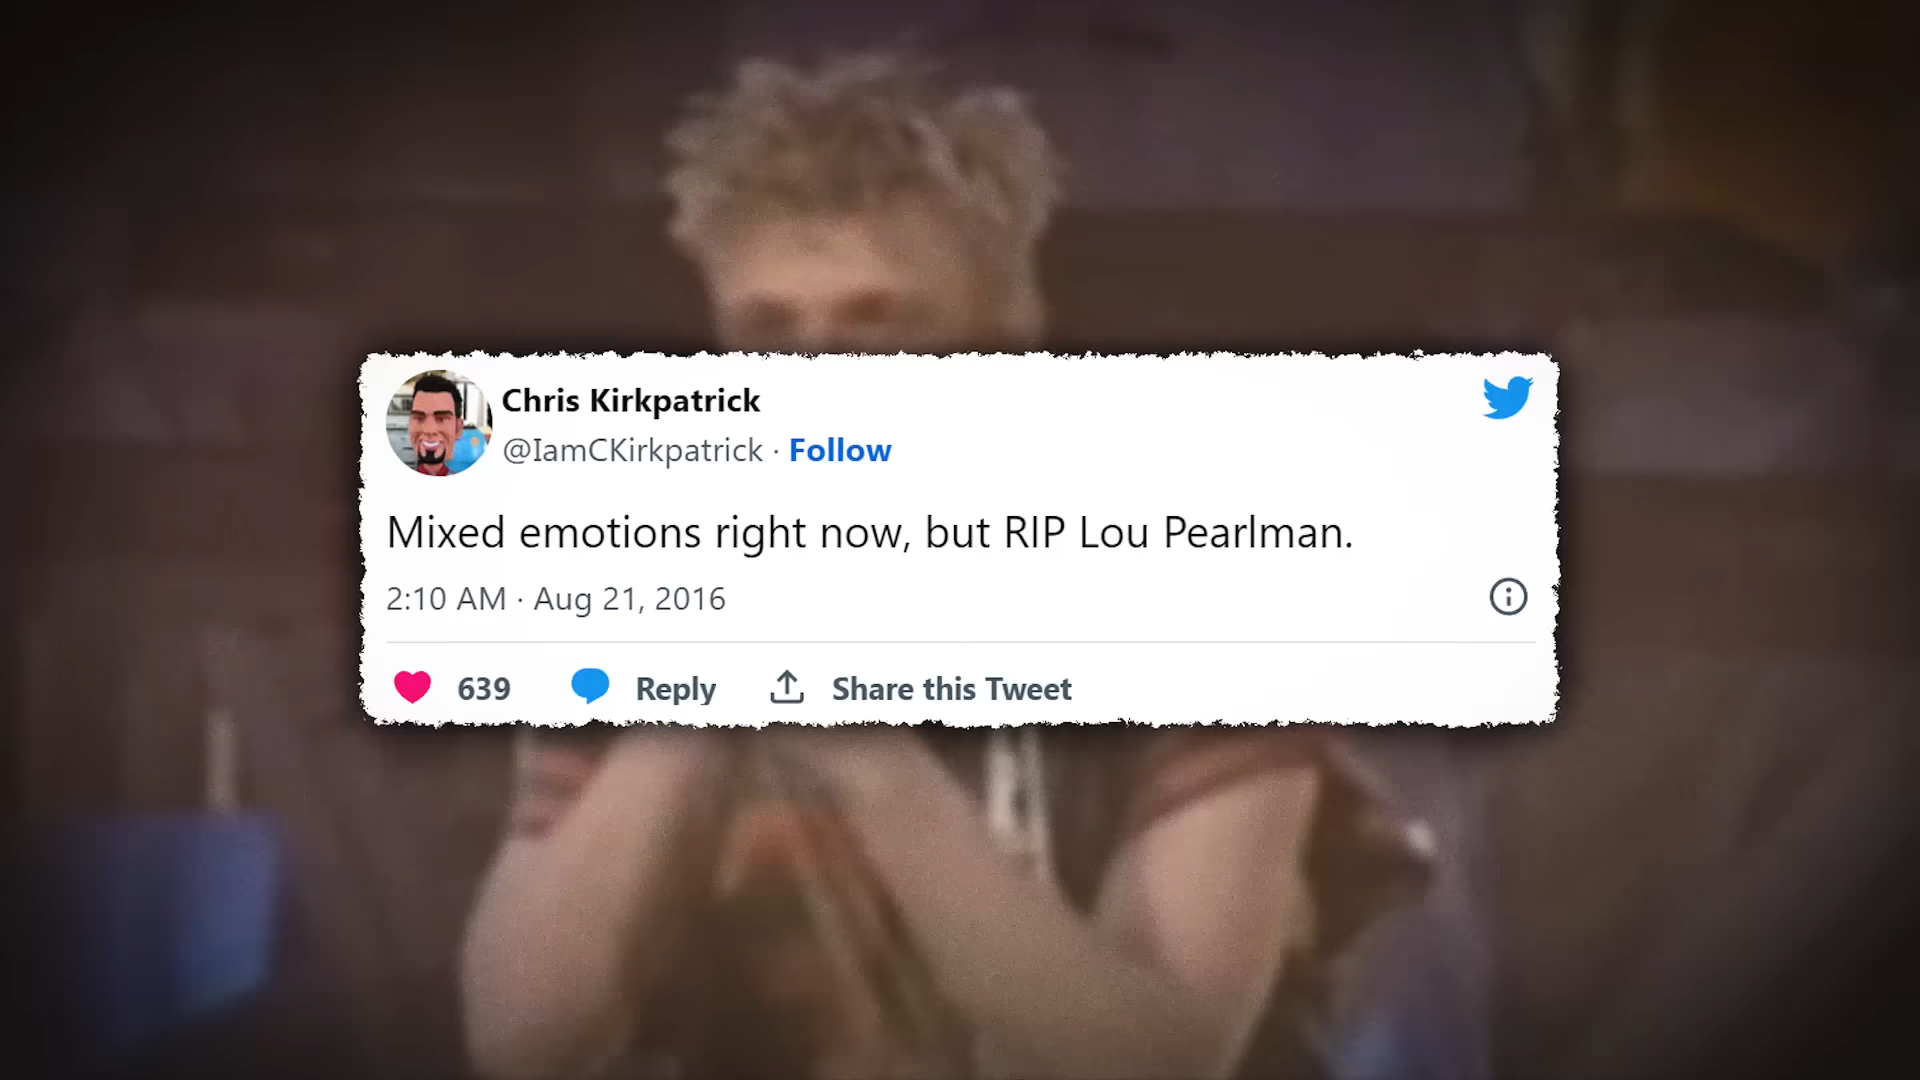 Chris Kirkpatrick
@IamCKirkpatrick · Follow
Mixed emotions right now, but RIP Lou Pearlman.
2:10 AM · Aug 21, 2016
639 Reply Share this Tweet